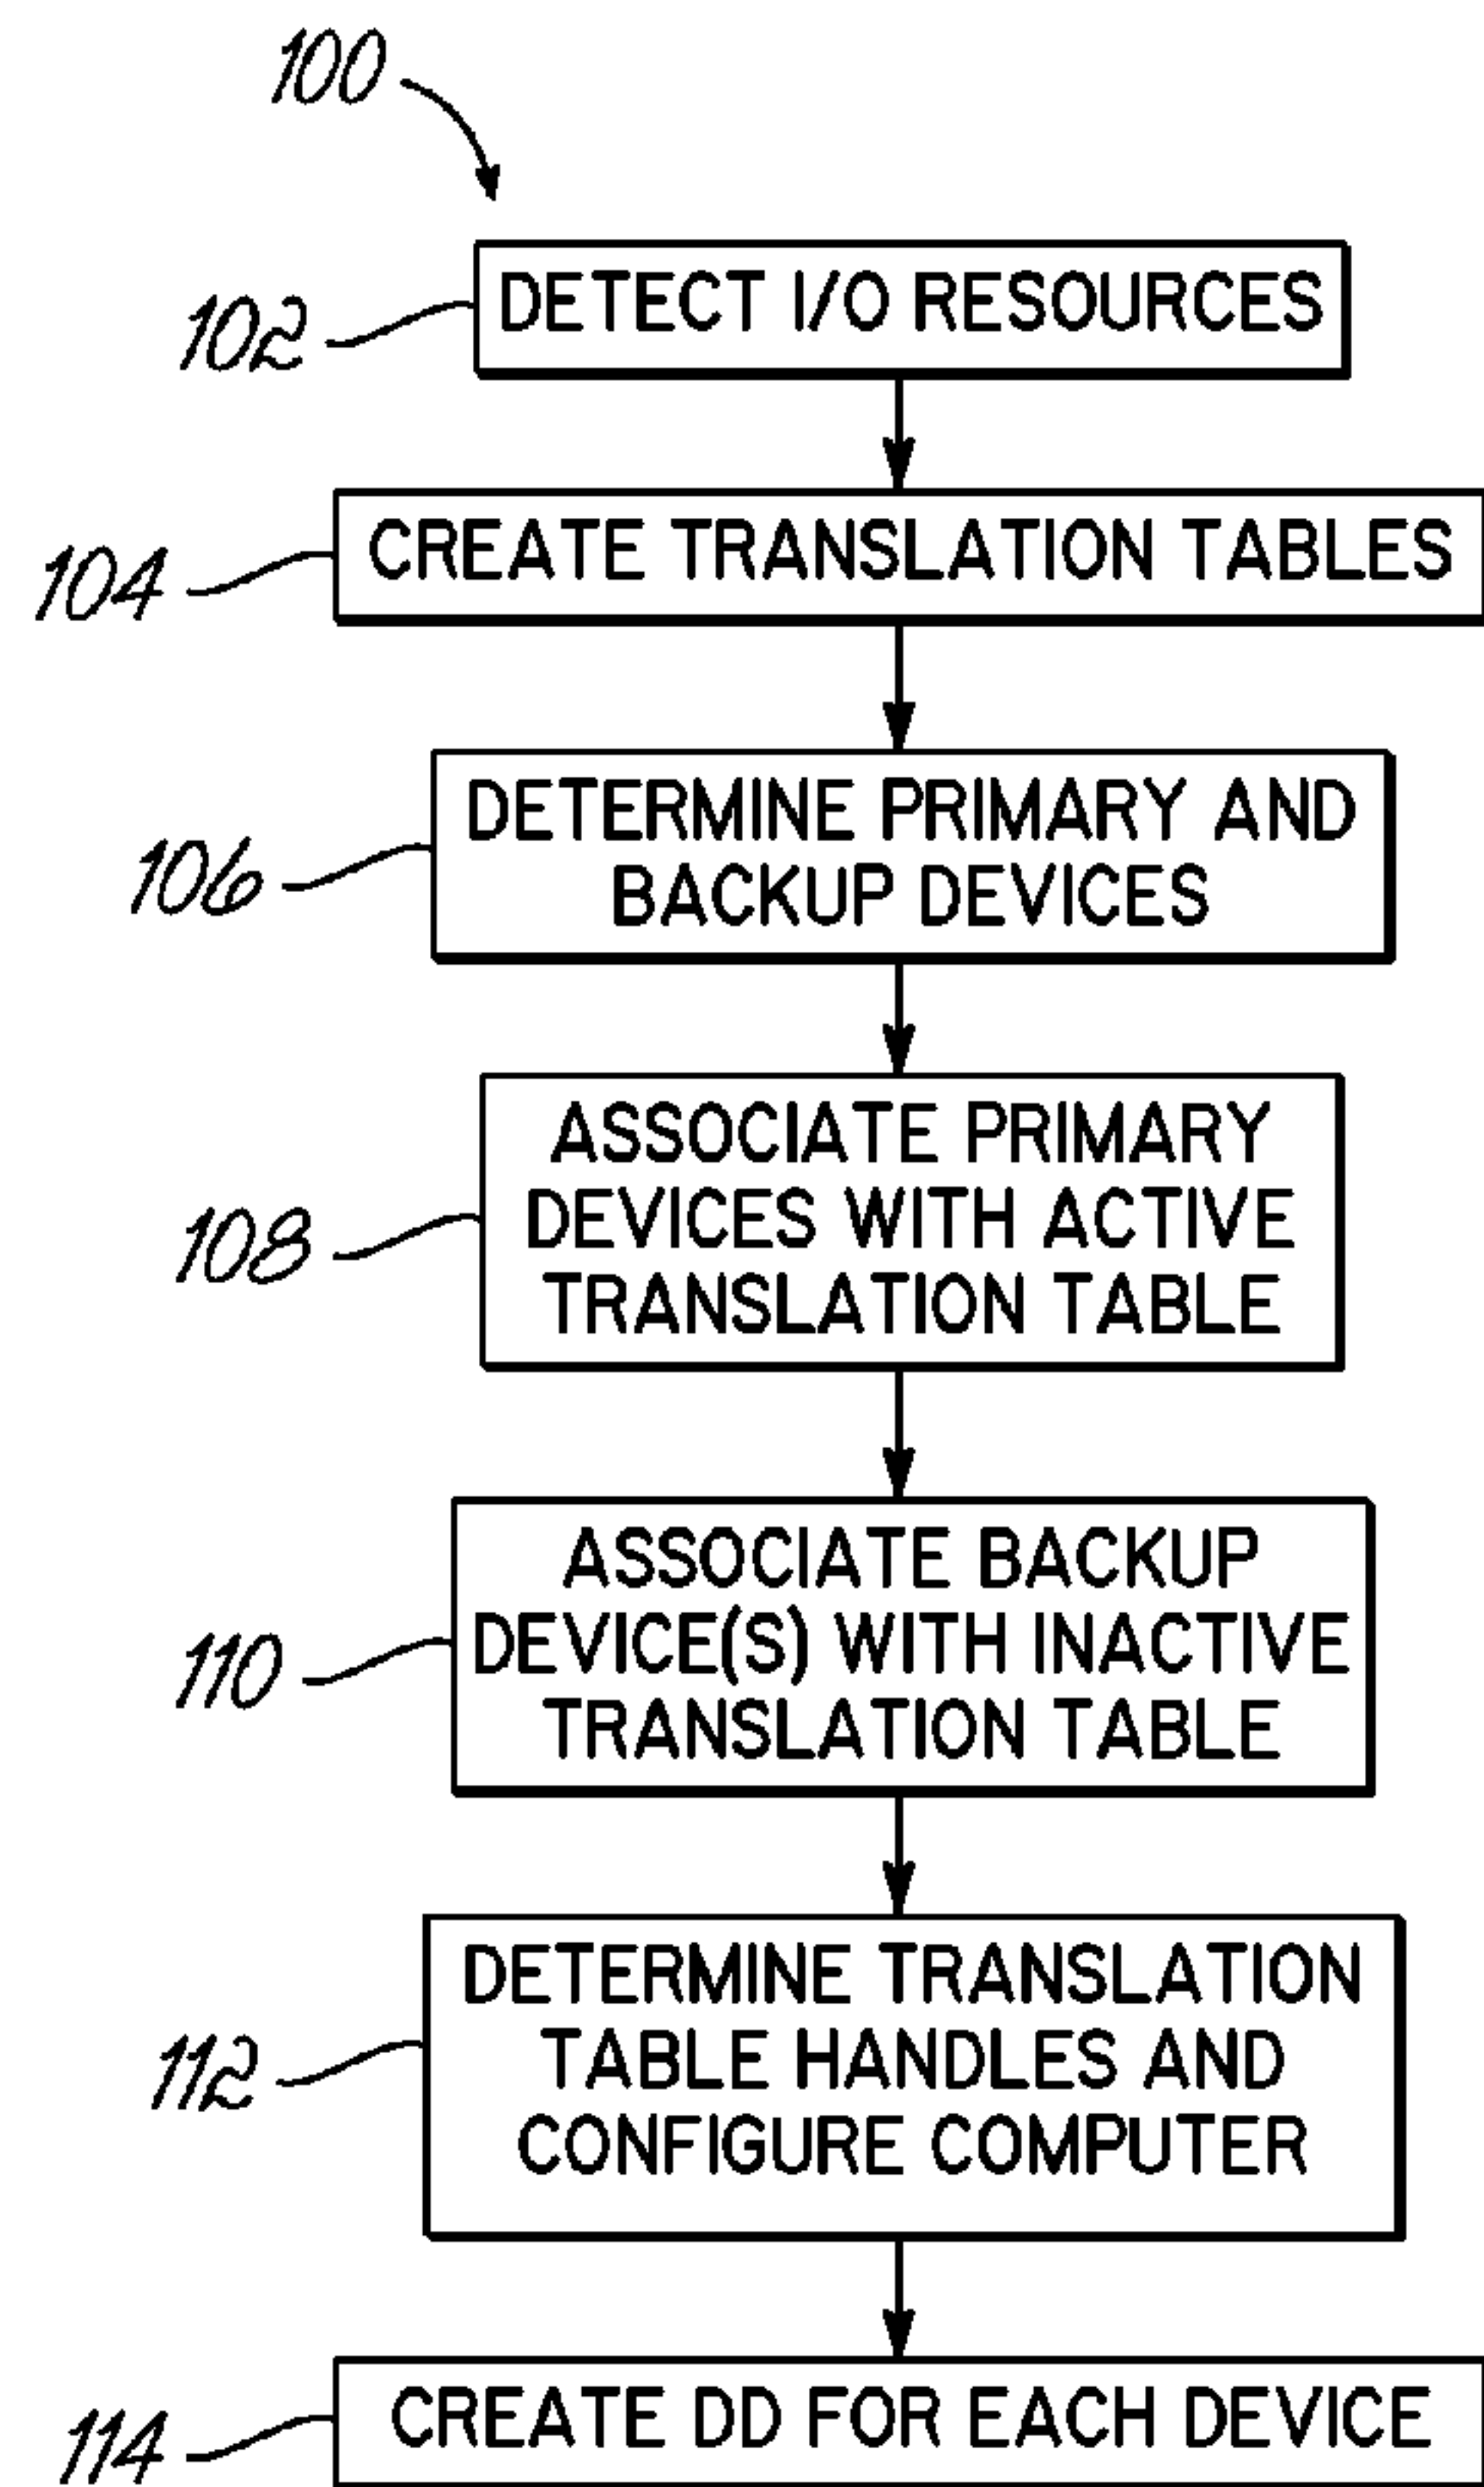 100
102
DETECT I/O RESOURCES
104
CREATE TRANSLATION TABLES
106
DETERMINE PRIMARY AND
BACKUP DEVICES
108
ASSOCIATE PRIMARY
DEVICES WITH ACTIVE
TRANSLATION TABLE
110
ASSOCIATE BACKUP
DEVICE(S) WITH INACTIVE
TRANSLATION TABLE
112
DETERMINE TRANSLATION
TABLE HANDLES AND
CONFIGURE COMPUTER
114
CREATE DD FOR EACH DEVICE